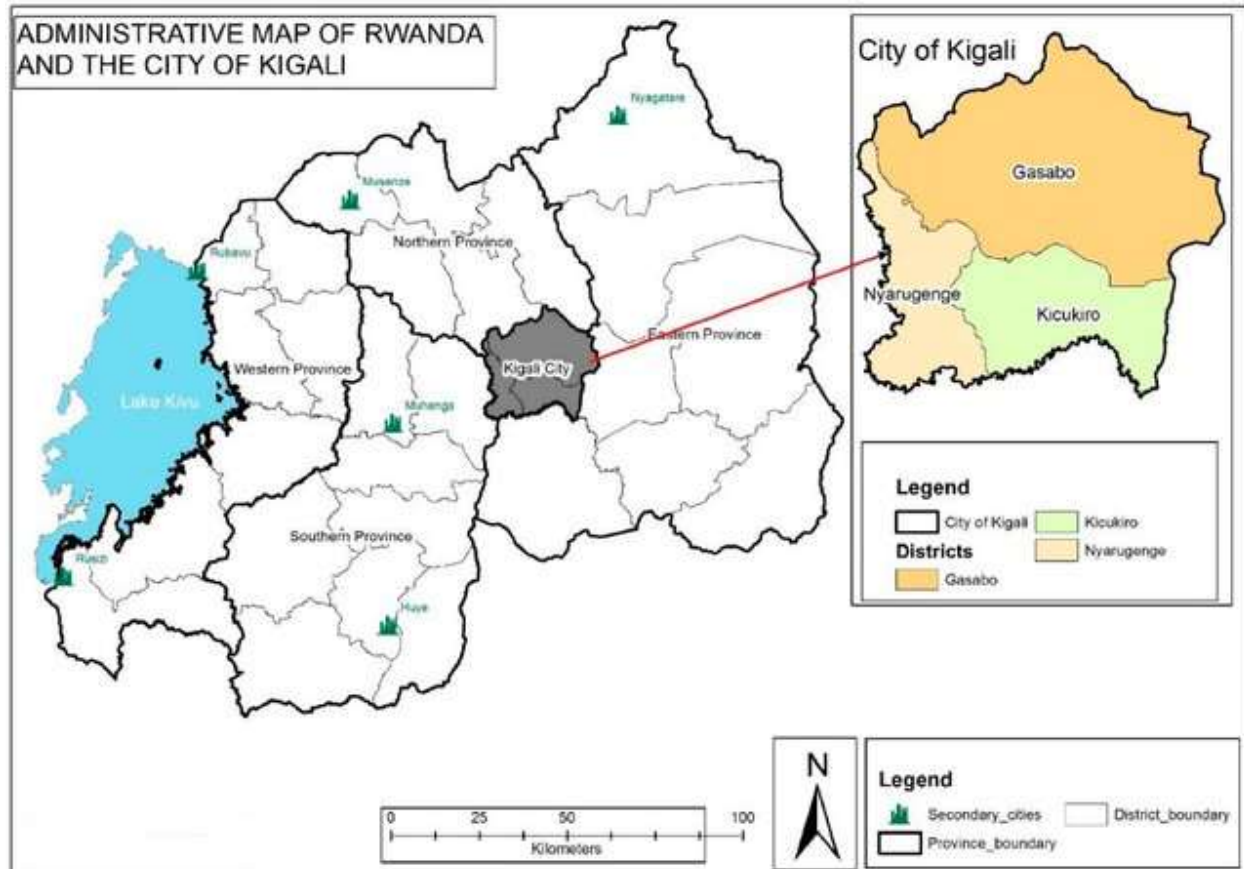 ADMINISTRATIVE MAP OF RWANDA
AND THE CITY OF KIGALI
City of Kigali
Nyagatare
Gasabo
Musanze
Northern Province
Rubavu
Nyarugenge
Kicukiro
Eastern Province
Kigali City
Western Province
Lake Kivu
Muhanga
Legend
City of Kigali
Kicukiro
Districts
Nyarugenge
Gasabo
Southern Province
Rusizi
Huye
N
Legend
Secondary_cities
District_boundary
Province_boundary
0 25 50 100
Kilometers